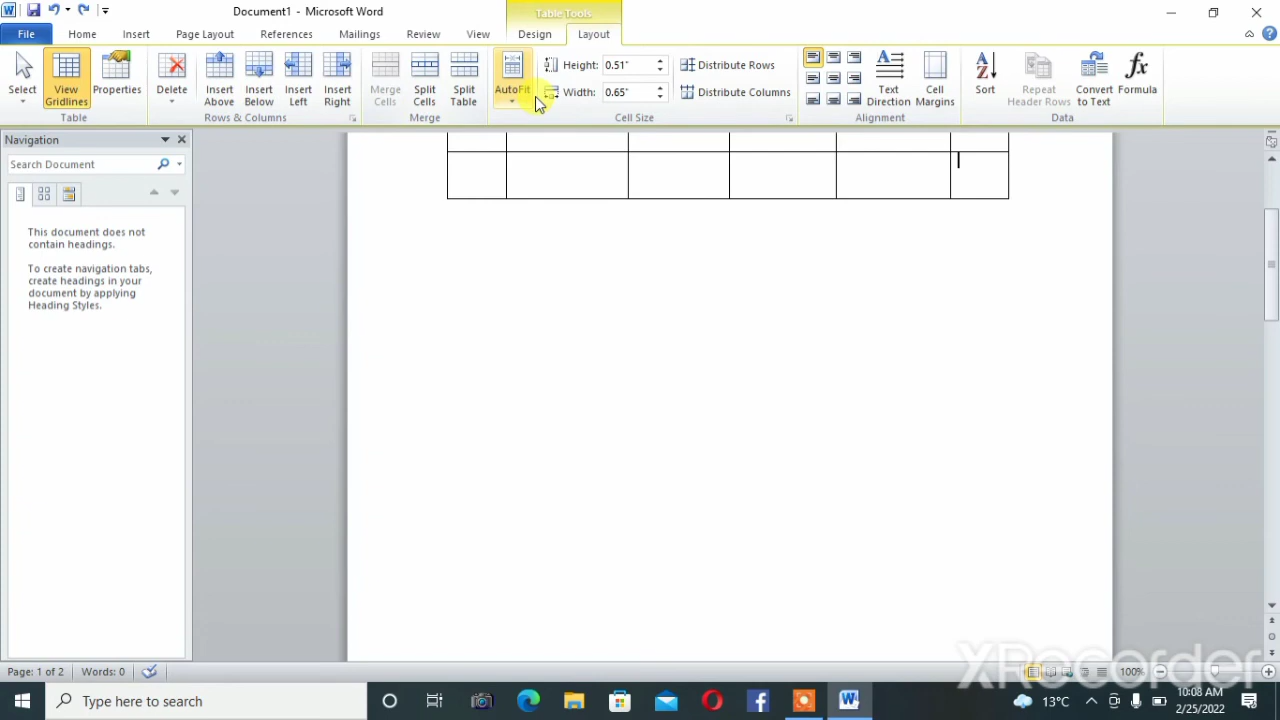 Document1 - Microsoft Word
Table Tools
File
Home
Insert
Page Layout
References
Mailings
Review
View
Design
Layout
Select
View Gridlines
Properties
Delete
Insert Above
Insert Below
Insert Left
Insert Right
Merge Cells
Split Cells
Split Table
AutoFit
Height: 0.51"
Width: 0.65"
Distribute Rows
Distribute Columns
Text Direction
Cell Margins
Sort
Repeat Header Rows
Convert to Text
Formula
Table
Rows & Columns
Merge
Cell Size
Alignment
Data
Navigation
Search Document
This document does not
contain headings.
To create navigation tabs,
create headings in your
document by applying
Heading Styles.
XRecorder
Page: 1 of 2
Words: 0
100%
Type here to search
13°C
10:08 AM
2/25/2022